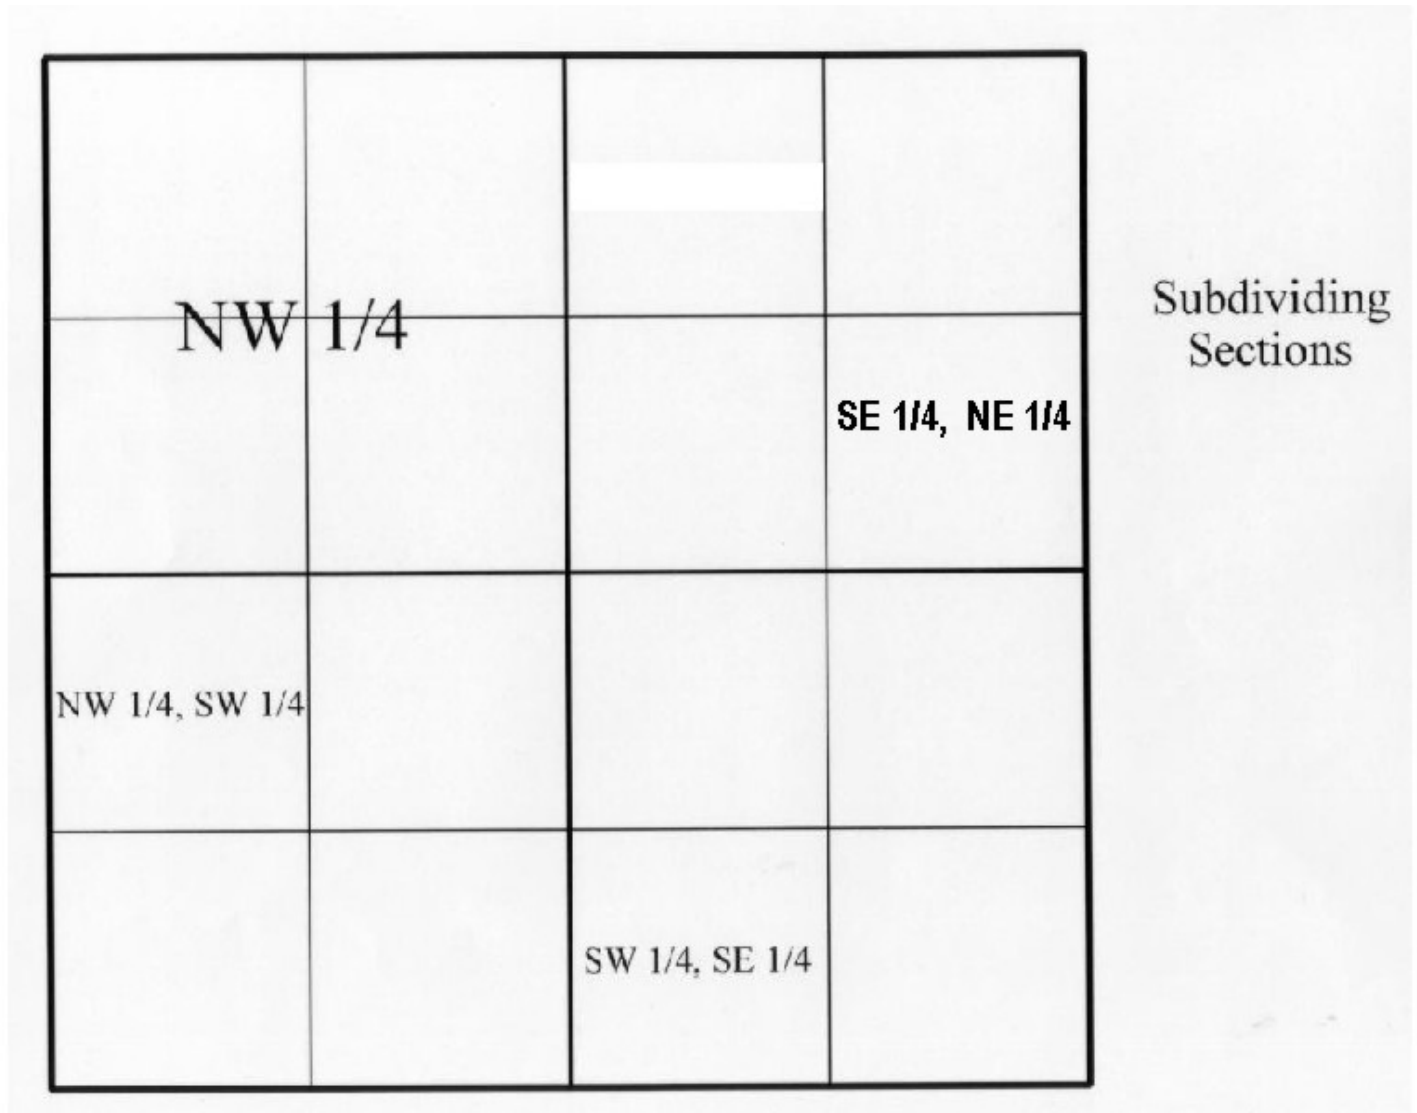 NW 1/4
Subdividing
Sections
SE 1/4, NE 1/4
NW 1/4, SW 1/4
SW 1/4, SE 1/4